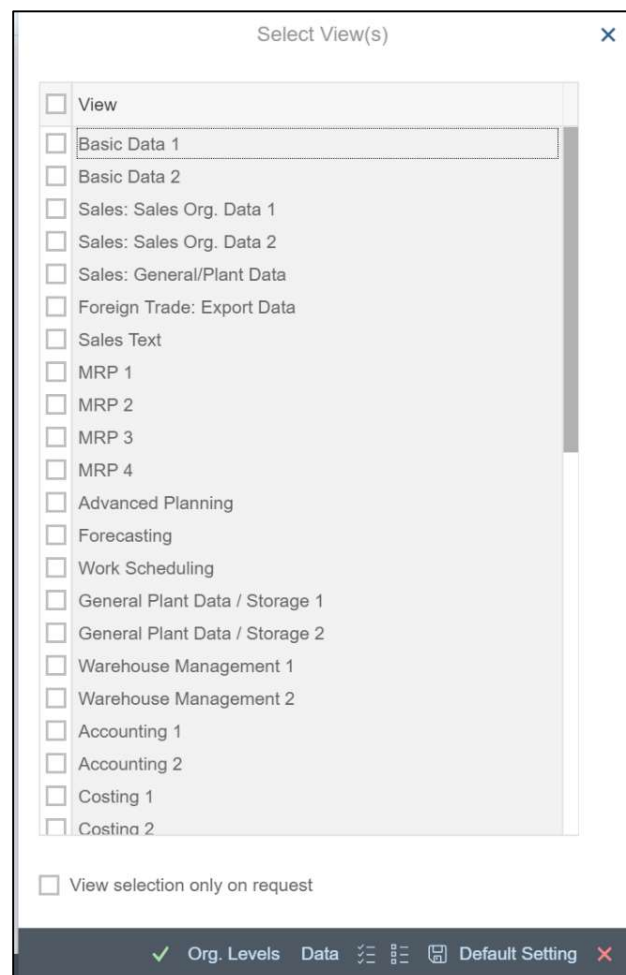 Select View(s)
View
Basic Data 1
Basic Data 2
Sales: Sales Org. Data 1
Sales: Sales Org. Data 2
Sales: General/Plant Data
Foreign Trade: Export Data
Sales Text
MRP 1
MRP 2
MRP 3
MRP 4
Advanced Planning
Forecasting
Work Scheduling
General Plant Data / Storage 1
General Plant Data / Storage 2
Warehouse Management 1
Warehouse Management 2
Accounting 1
Accounting 2
Costing 1
Costing 2
View selection only on request
Org. Levels Data Default Setting